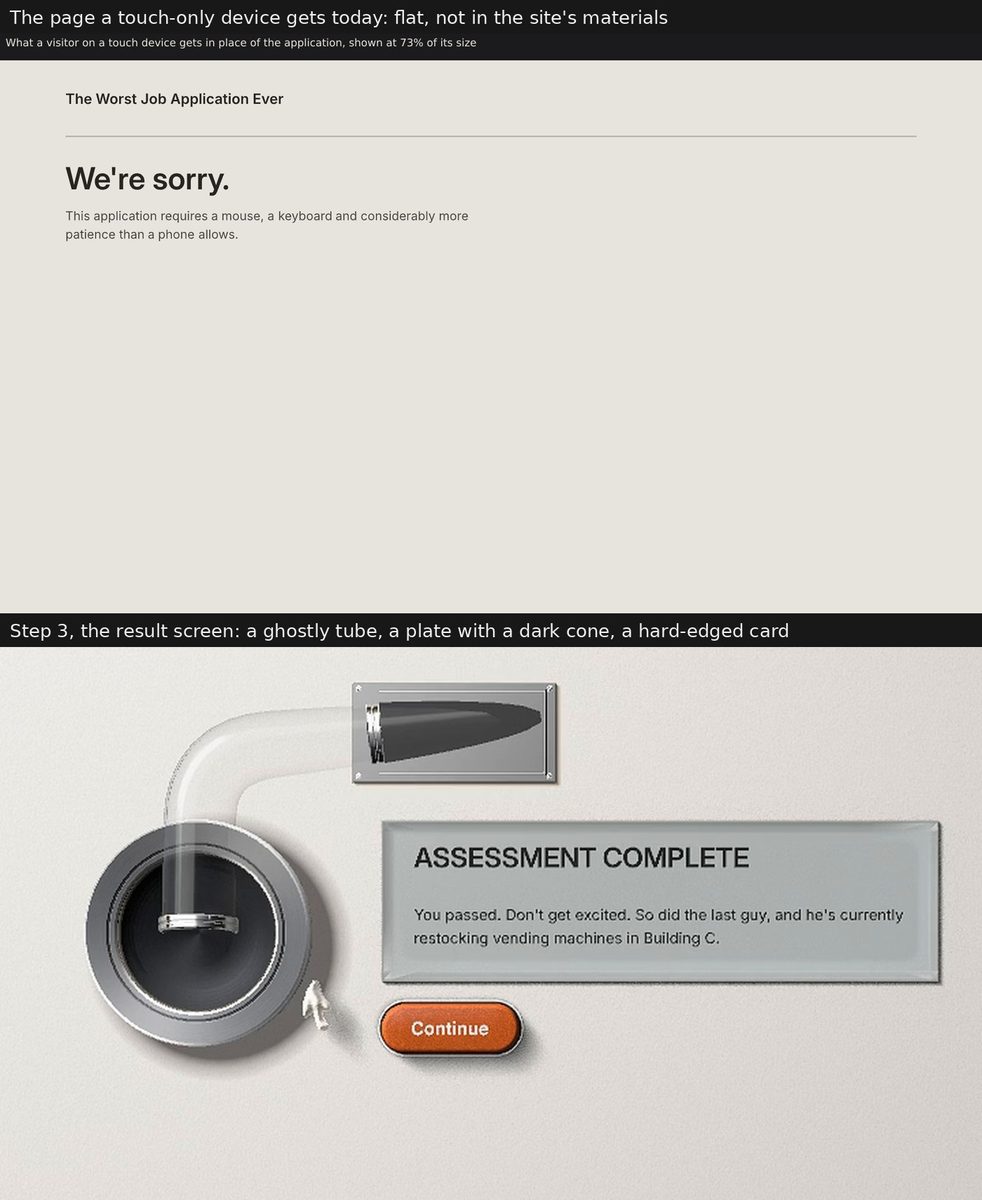 The page a touch-only device gets today: flat, not in the site's materials
What a visitor on a touch device gets in place of the application, shown at 73% of its size
The Worst Job Application Ever
We're sorry.
This application requires a mouse, a keyboard and considerably more
patience than a phone allows.
Step 3, the result screen: a ghostly tube, a plate with a dark cone, a hard-edged card
ASSESSMENT COMPLETE
You passed. Don't get excited. So did the last guy, and he's currently
restocking vending machines in Building C.
Continue